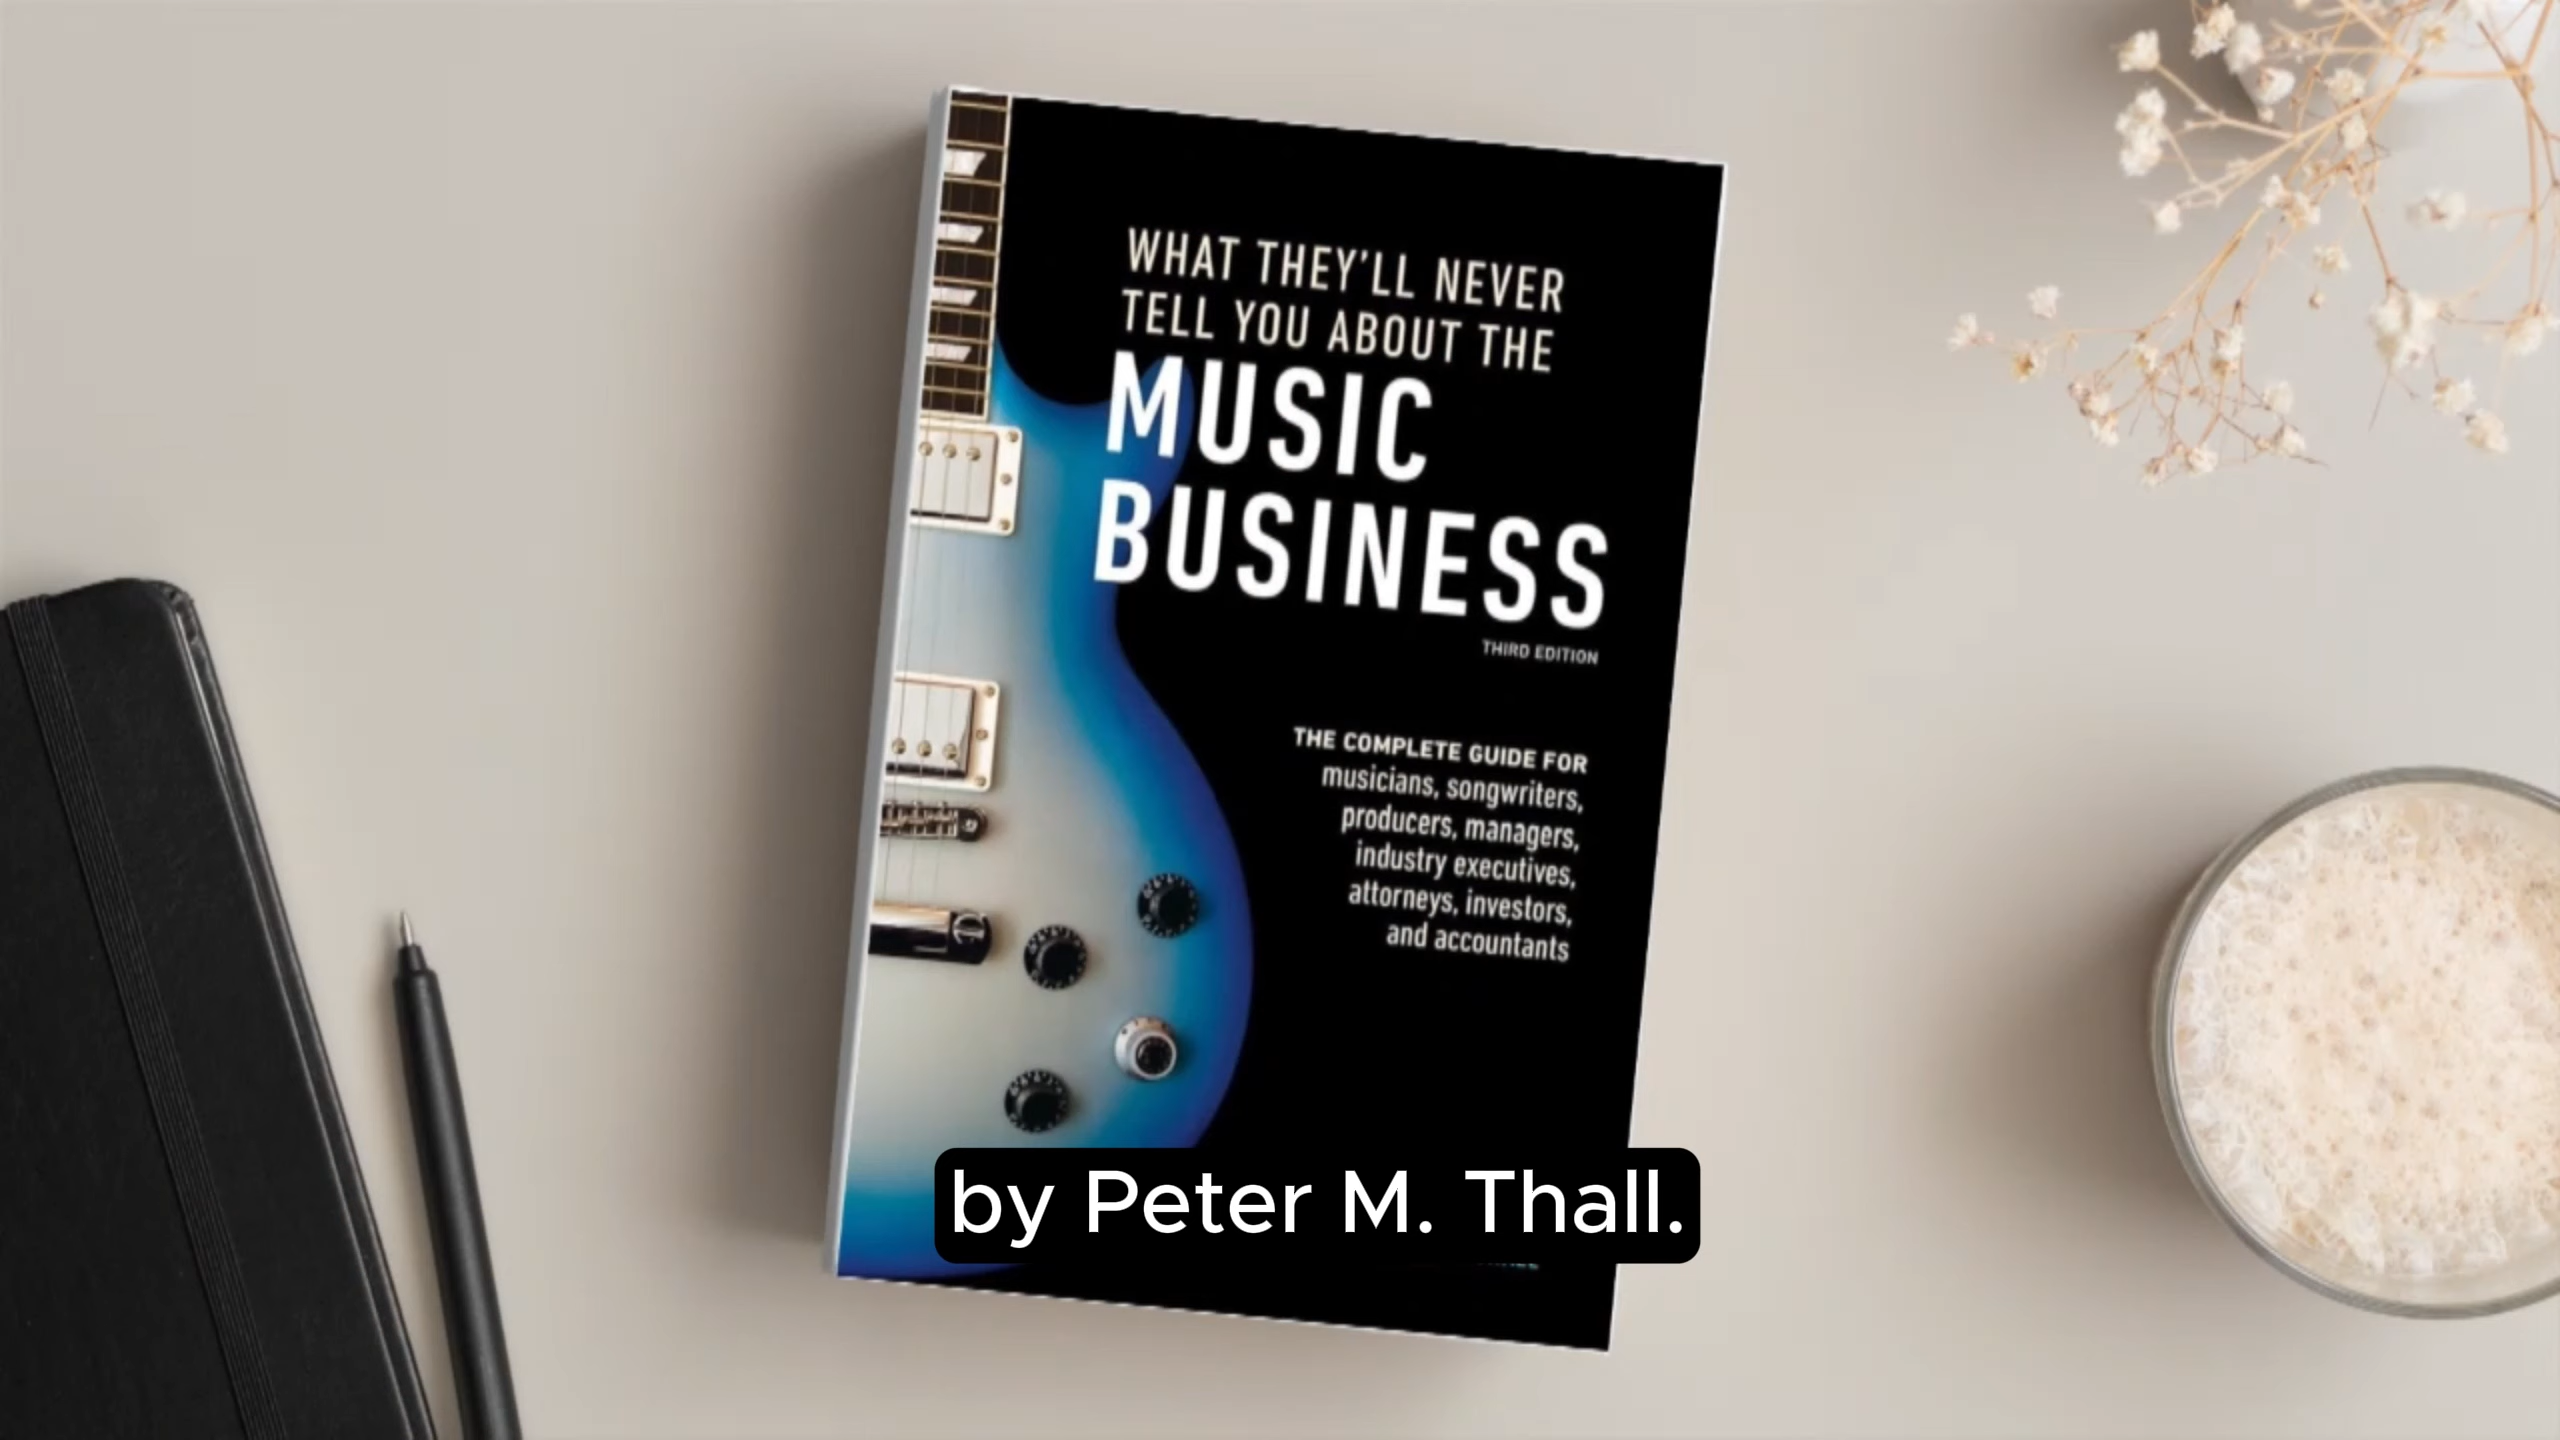 WHAT THEY'LL NEVER
TELL YOU ABOUT THE
MUSIC
BUSINESS
THIRD EDITION
THE COMPLETE GUIDE FOR
musicians, songwriters,
producers, managers,
industry executives,
attorneys, investors,
and accountants
by Peter M. Thall.